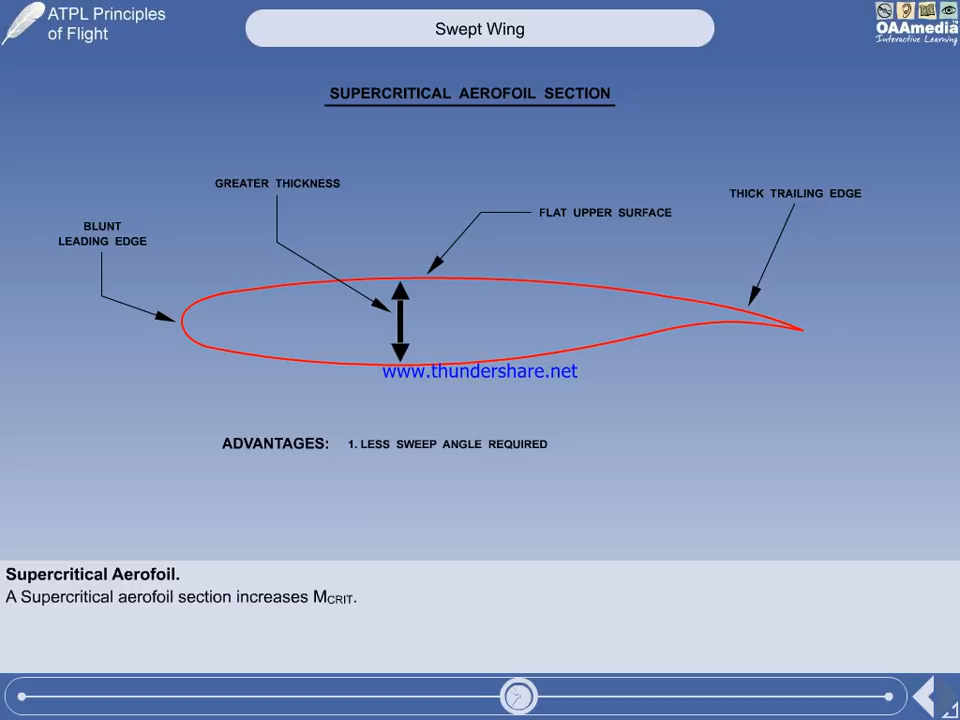 ATPL Principles
of Flight
Swept Wing
OAAmedia
Interactive Learning
SUPERCRITICAL AEROFOIL SECTION
GREATER THICKNESS
THICK TRAILING EDGE
FLAT UPPER SURFACE
BLUNT
LEADING EDGE
www.thundershare.net
ADVANTAGES: 1. LESS SWEEP ANGLE REQUIRED
Supercritical Aerofoil.
A Supercritical aerofoil section increases MCRIT.